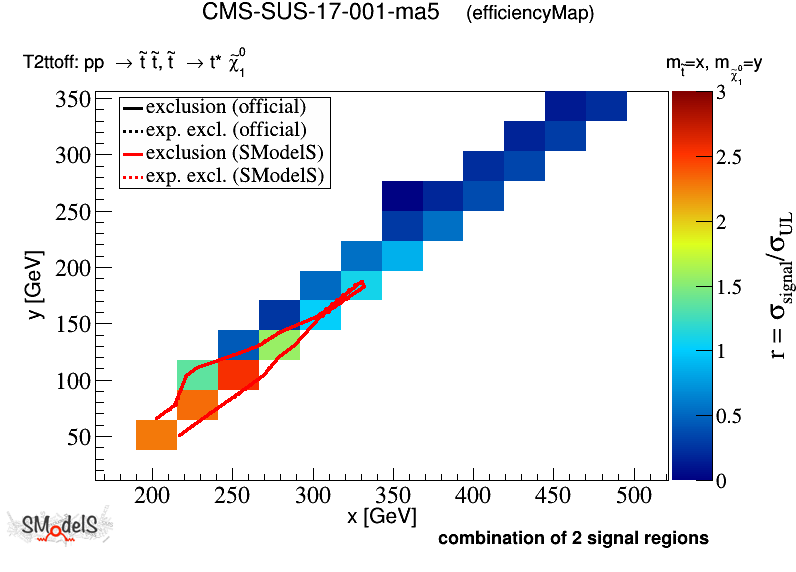 CMS-SUS-17-001-ma5 (efficiencyMap)
T2ttoff: pp → t̃ t̃, t̃ → t* χ̃₁⁰ m_t̃=x, m_χ̃₁⁰=y
exclusion (official)
exp. excl. (official)
exclusion (SModelS)
exp. excl. (SModelS)
350
300
250
200
150
100
50
y [GeV]
200 250 300 350 400 450 500
x [GeV]
3
2.5
2
1.5
1
0.5
0
r = σ_signal/σ_UL
SModelS
combination of 2 signal regions